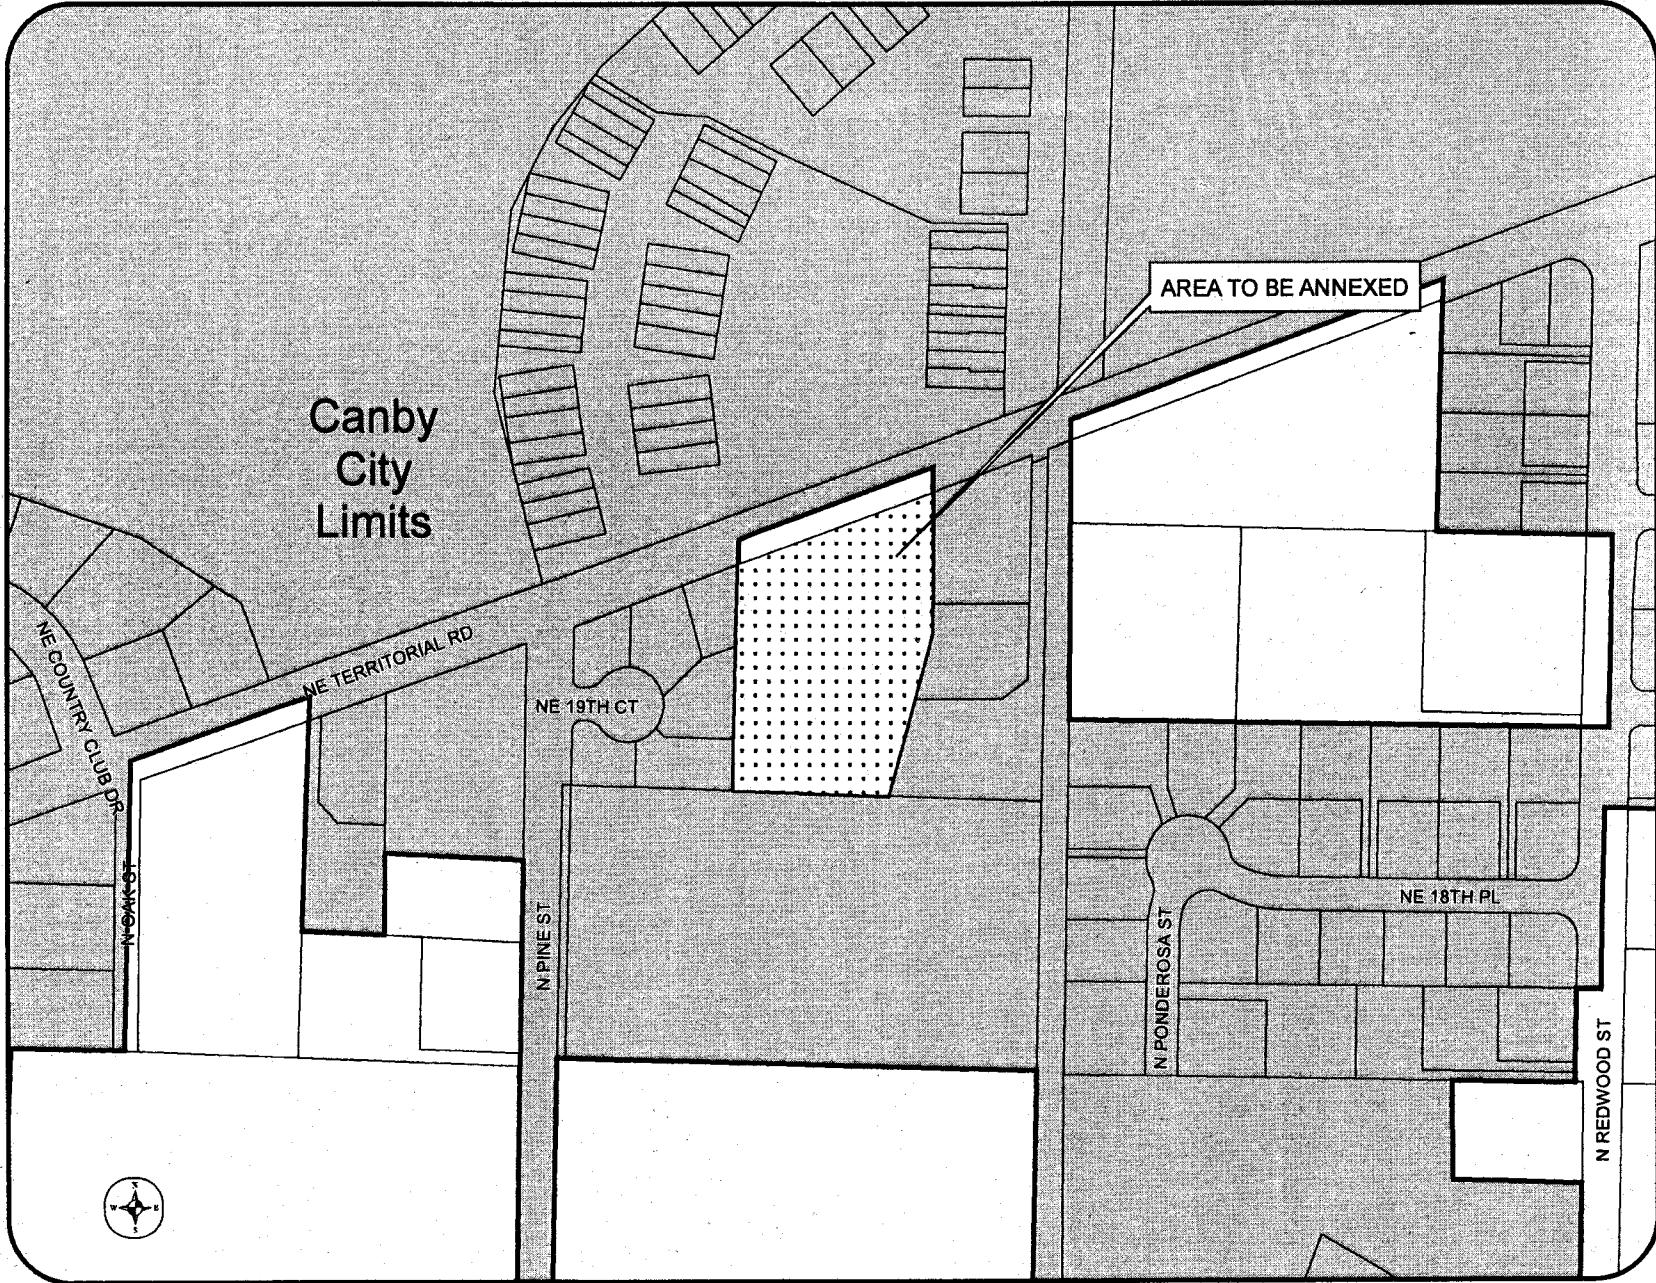 AREA TO BE ANNEXED
Canby
City
Limits
NE COUNTRY CLUB DR
NE TERRITORIAL RD
NE 19TH CT
N OAK ST
N PINE ST
NE 18TH PL
N PONDEROSA ST
N REDWOOD ST
N
W E
S